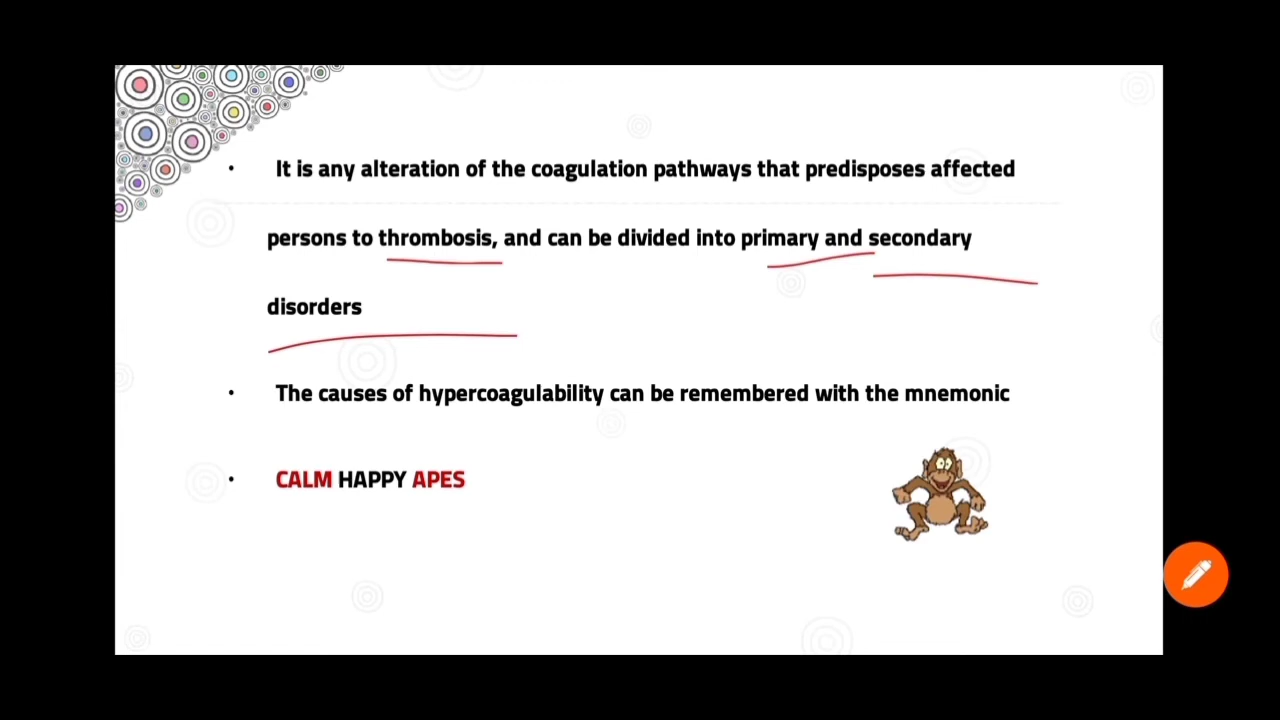 • It is any alteration of the coagulation pathways that predisposes affected
persons to thrombosis, and can be divided into primary and secondary
disorders
• The causes of hypercoagulability can be remembered with the mnemonic
• CALM HAPPY APES